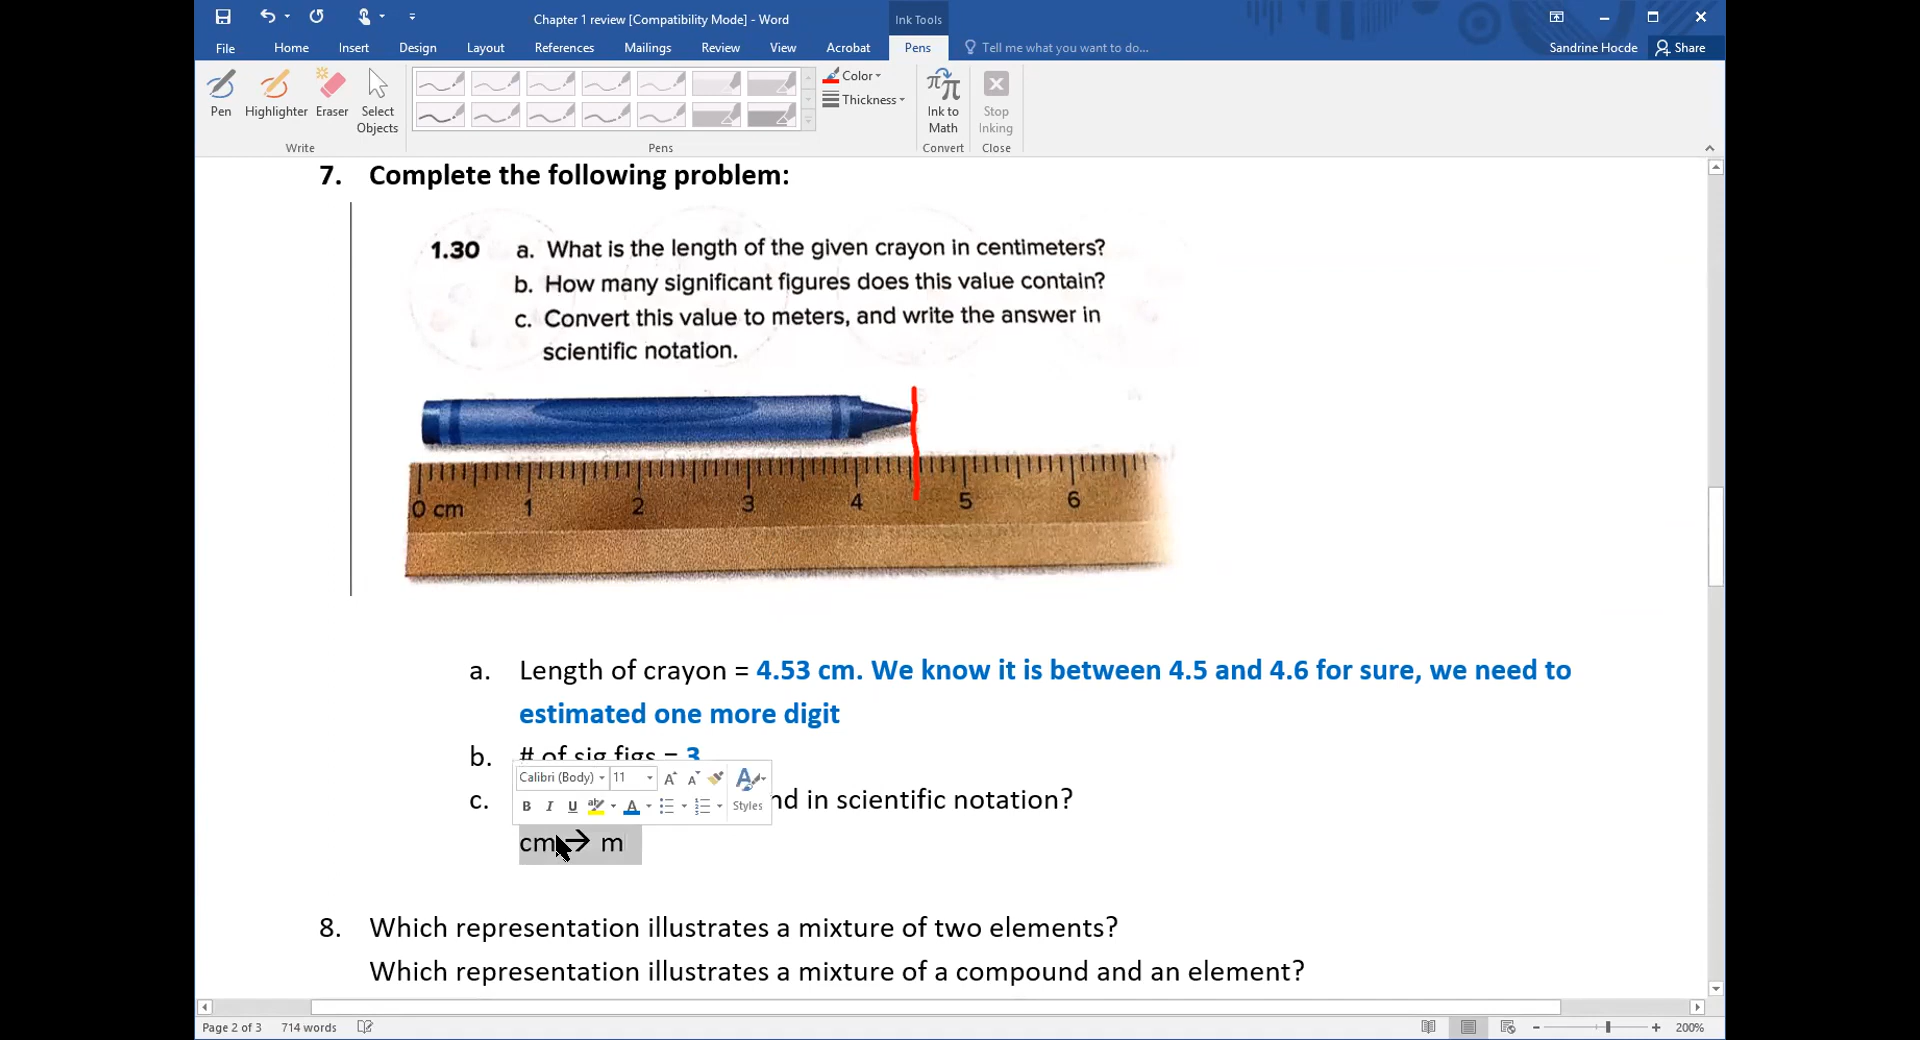 Chapter 1 review [Compatibility Mode] - Word
Ink Tools
File Home Insert Design Layout References Mailings Review View Acrobat Pens Tell me what you want to do... Sandrine Hocde Share
Pen Highlighter Eraser Select Objects
Color
Thickness
Ink to Math
Stop Inking
Write Pens Convert Close
7. Complete the following problem:
1.30 a. What is the length of the given crayon in centimeters?
b. How many significant figures does this value contain?
c. Convert this value to meters, and write the answer in
scientific notation.
0 cm 1 2 3 4 5 6
a. Length of crayon = 4.53 cm. We know it is between 4.5 and 4.6 for sure, we need to
estimated one more digit
b. # of sig figs = 3
Calibri (Body) 11
B I U aby A Styles
c. nd in scientific notation?
cm → m
8. Which representation illustrates a mixture of two elements?
Which representation illustrates a mixture of a compound and an element?
Page 2 of 3 714 words 200%